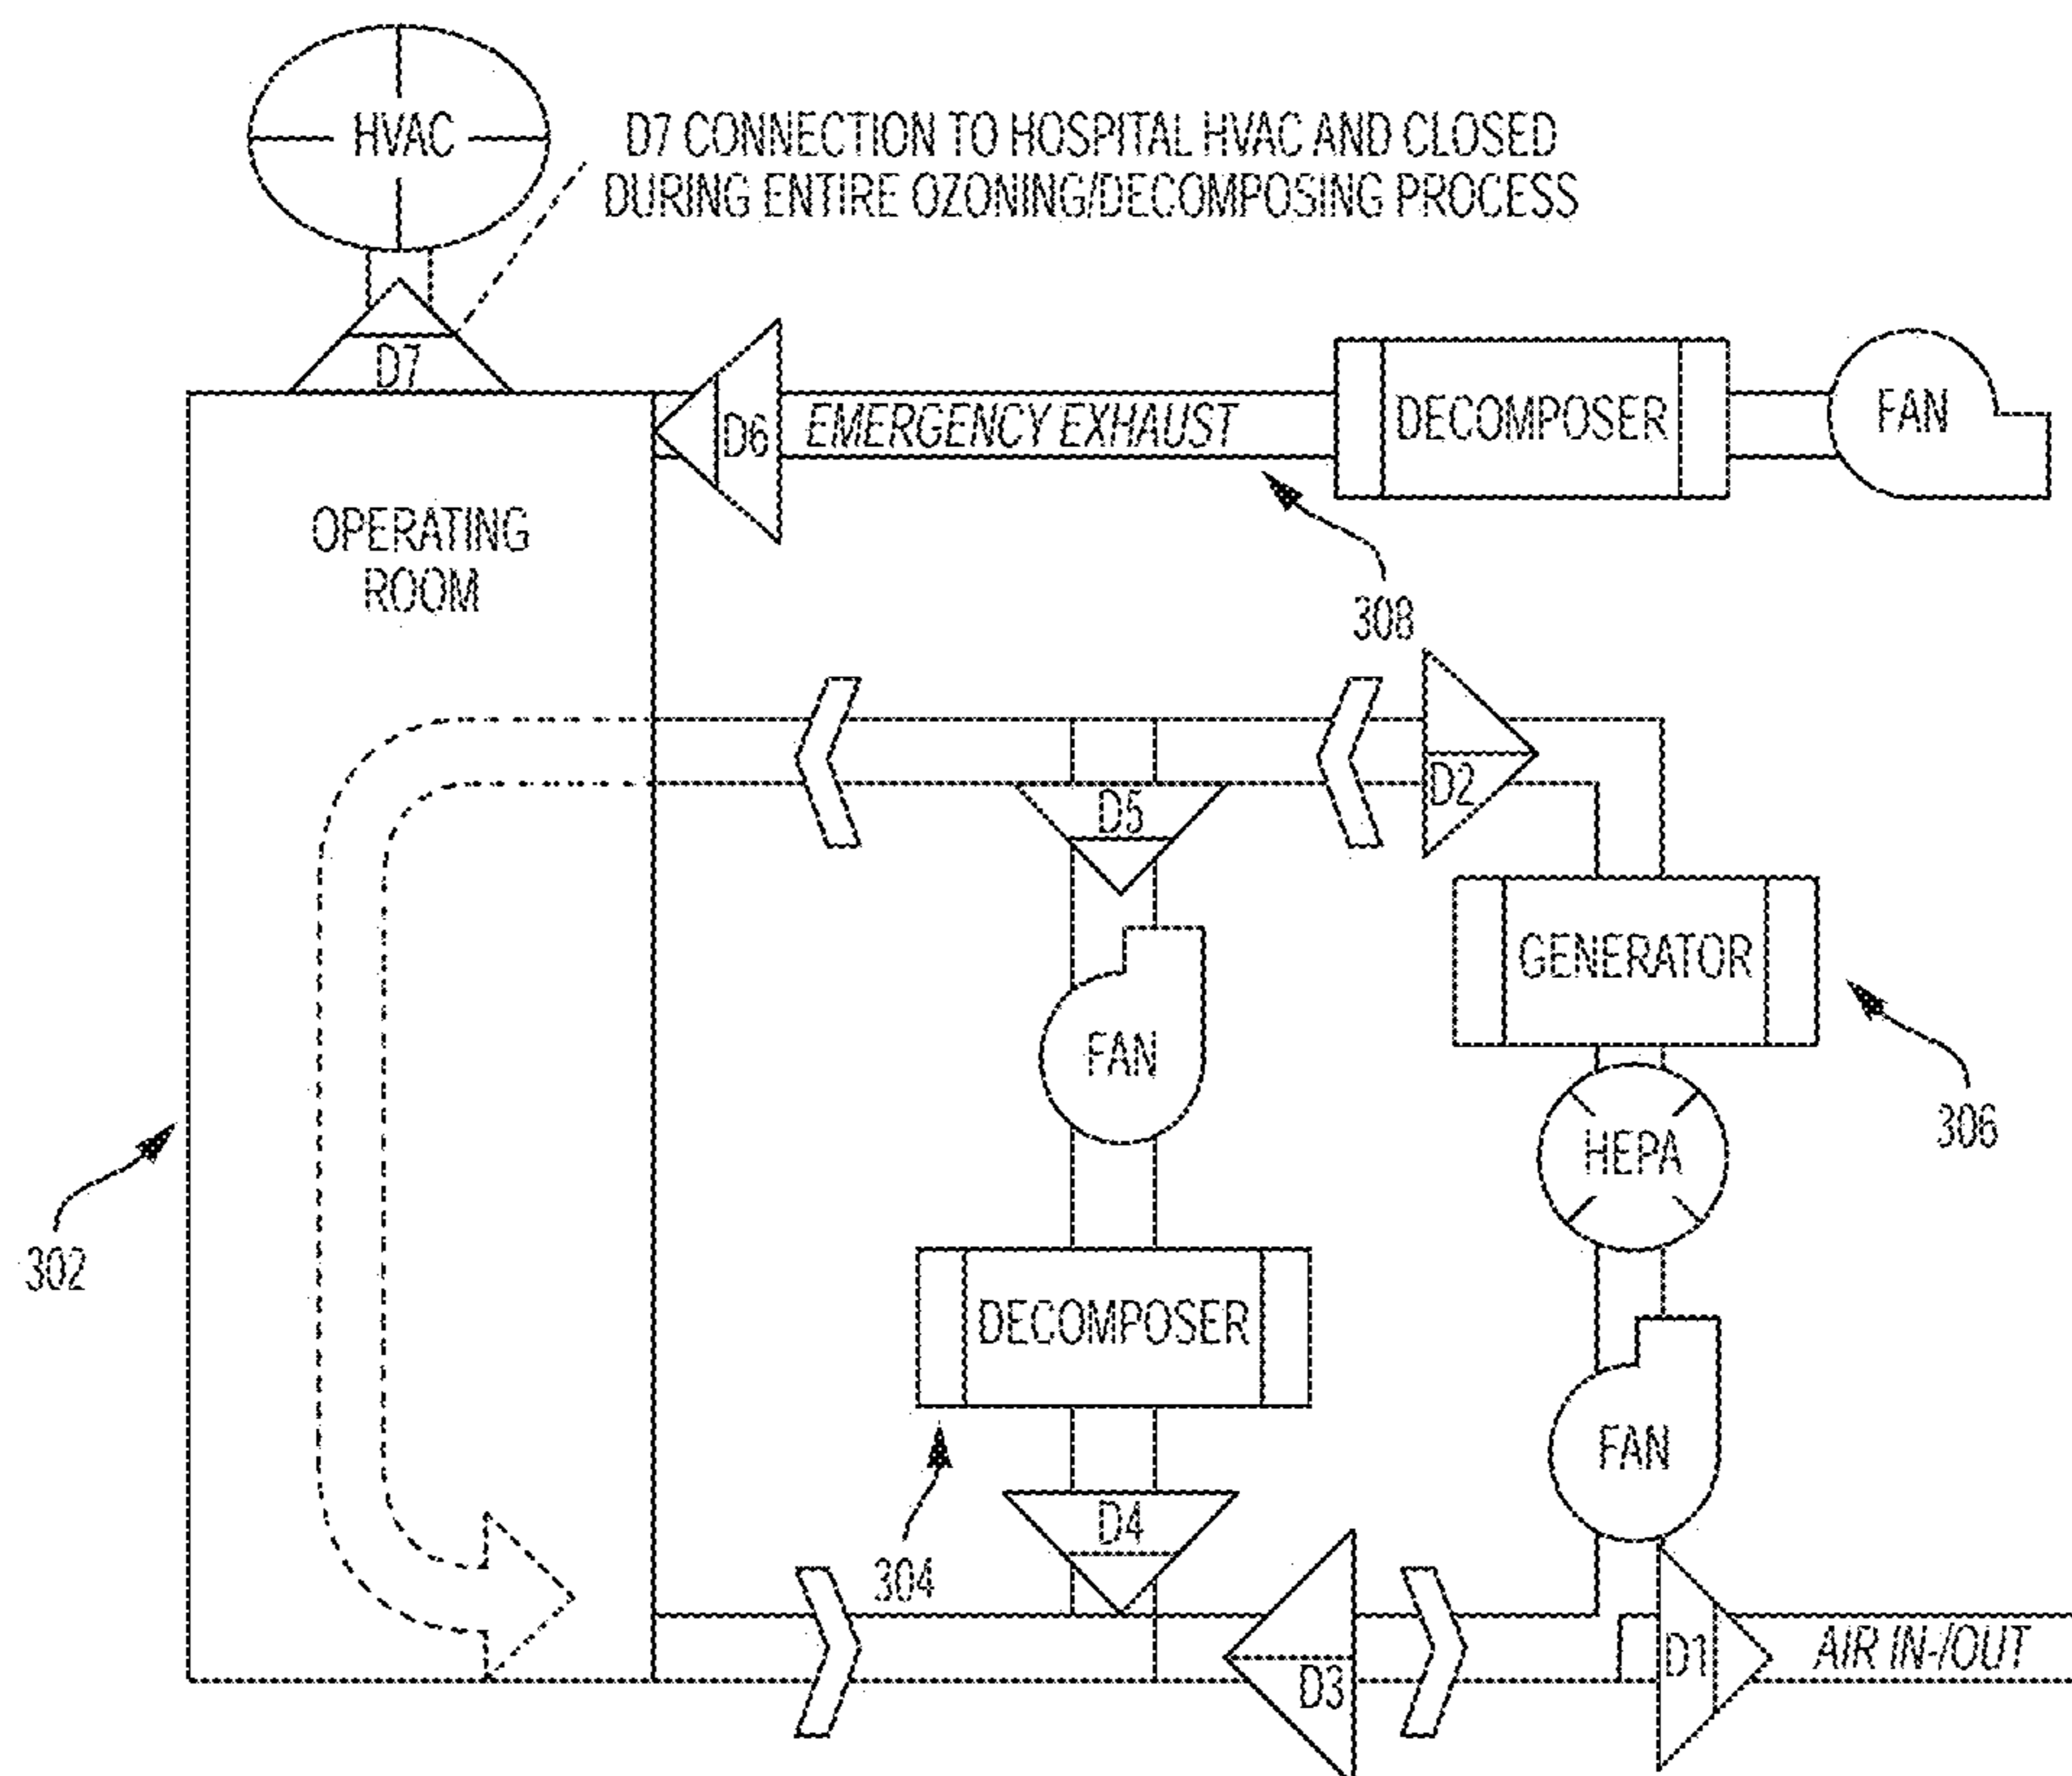 HVAC
D7 CONNECTION TO HOSPITAL HVAC AND CLOSED
DURING ENTIRE OZONING/DECOMPOSING PROCESS
D7
D6
EMERGENCY EXHAUST
DECOMPOSER
FAN
OPERATING
ROOM
308
D2
D5
GENERATOR
FAN
306
HEPA
302
DECOMPOSER
FAN
D4
304
D3
D1
AIR IN-/OUT